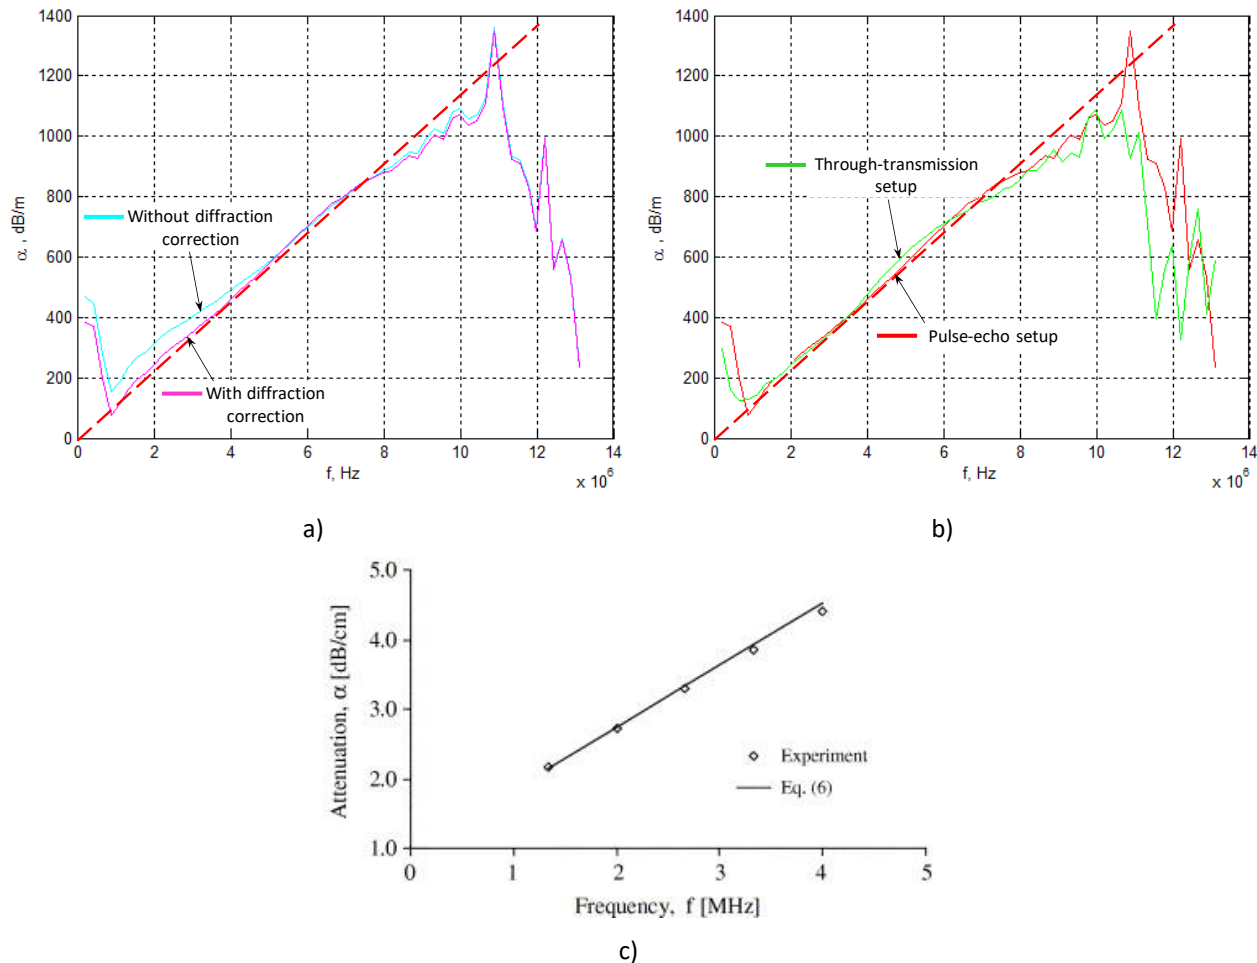 1400
1200
1000
800
600
400
200
0
α , dB/m
0 2 4 6 8 10 12 14
f, Hz
x 10⁶
Without diffraction
correction
With diffraction
correction
a)
1400
1200
1000
800
600
400
200
0
α , dB/m
0 2 4 6 8 10 12 14
f, Hz
x 10⁶
Through-transmission
setup
Pulse-echo setup
b)
5.0
4.0
3.0
2.0
1.0
Attenuation, α [dB/cm]
0 1 2 3 4 5
Frequency, f [MHz]
Experiment
Eq. (6)
c)